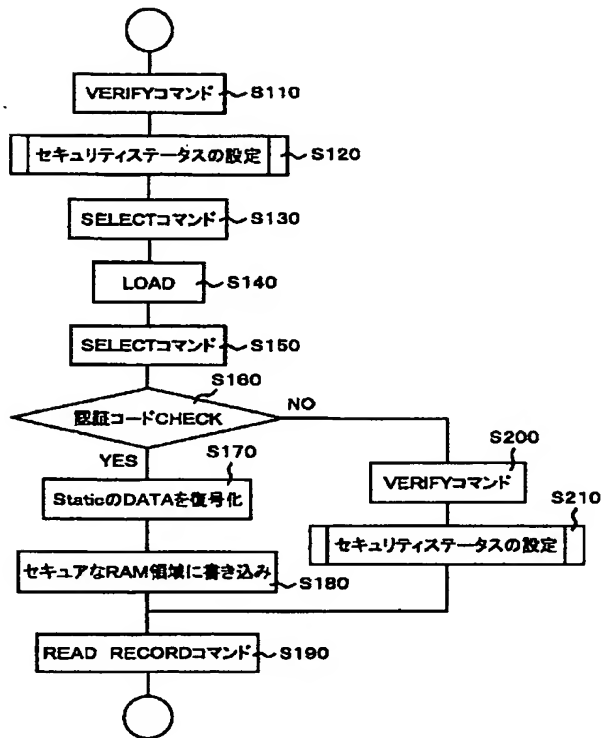 VERIFYコマンド S110
セキュリティステータスの設定 S120
SELECTコマンド S130
LOAD S140
SELECTコマンド S150
S160
認証コードCHECK
NO
YES
S170
StaticのDATAを復号化
S200
VERIFYコマンド
S210
セキュリティステータスの設定
セキュアなRAM領域に書き込み S180
READ RECORDコマンド S190